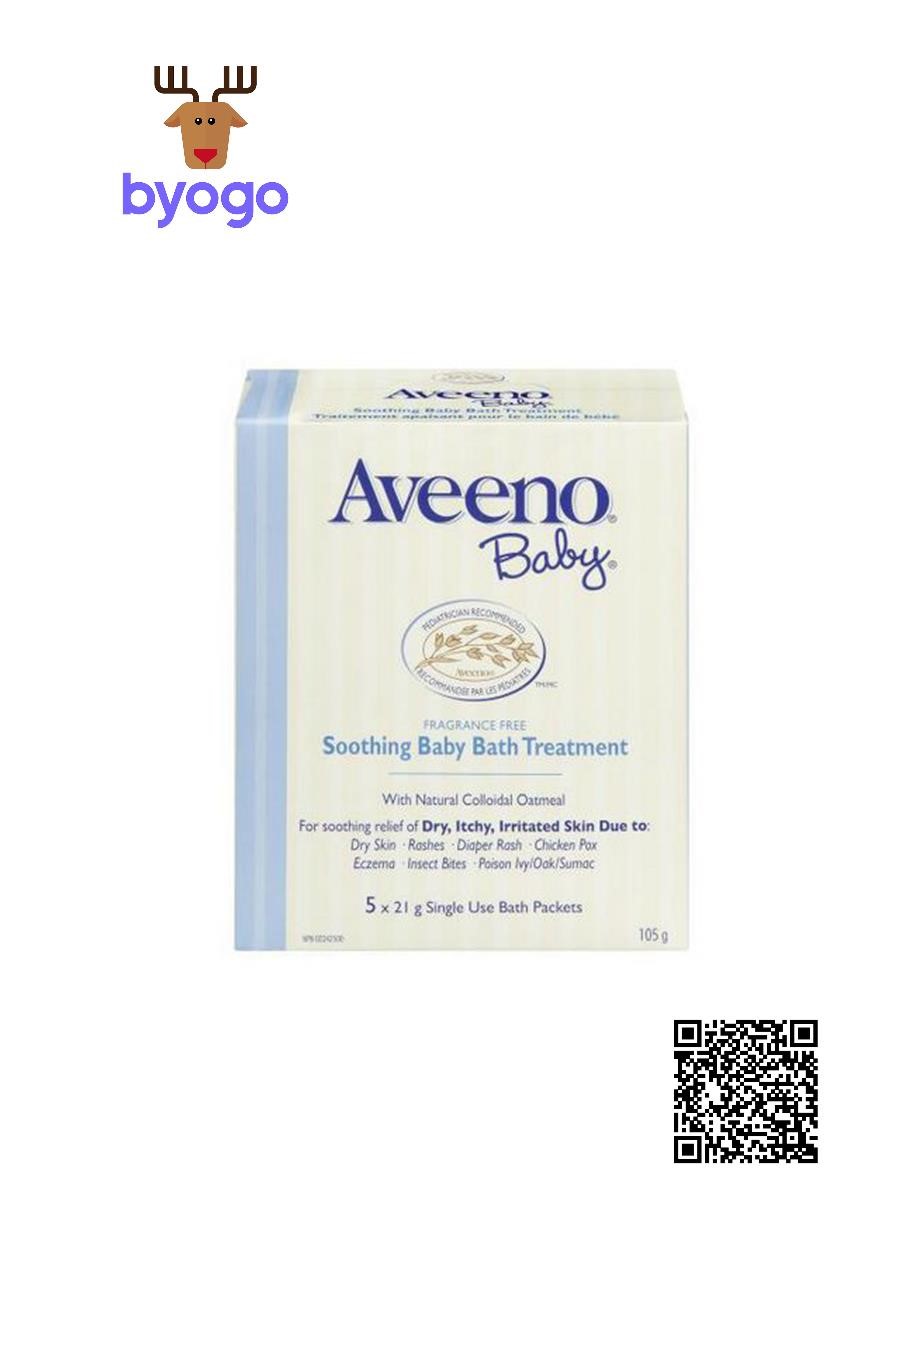 byogo
Aveeno
Baby
Soothing Baby Bath Treatment
Traitement apaisant pour le bain de bébé
Aveeno®
Baby®
PEDIATRICIAN RECOMMENDED
Aveeno®
RECOMMANDÉE PAR LES PÉDIATRES
TM/MC
FRAGRANCE FREE
Soothing Baby Bath Treatment
With Natural Colloidal Oatmeal
For soothing relief of Dry, Itchy, Irritated Skin Due to:
Dry Skin · Rashes · Diaper Rash · Chicken Pox
Eczema · Insect Bites · Poison Ivy/Oak/Sumac
5 x 21 g Single Use Bath Packets
105 g